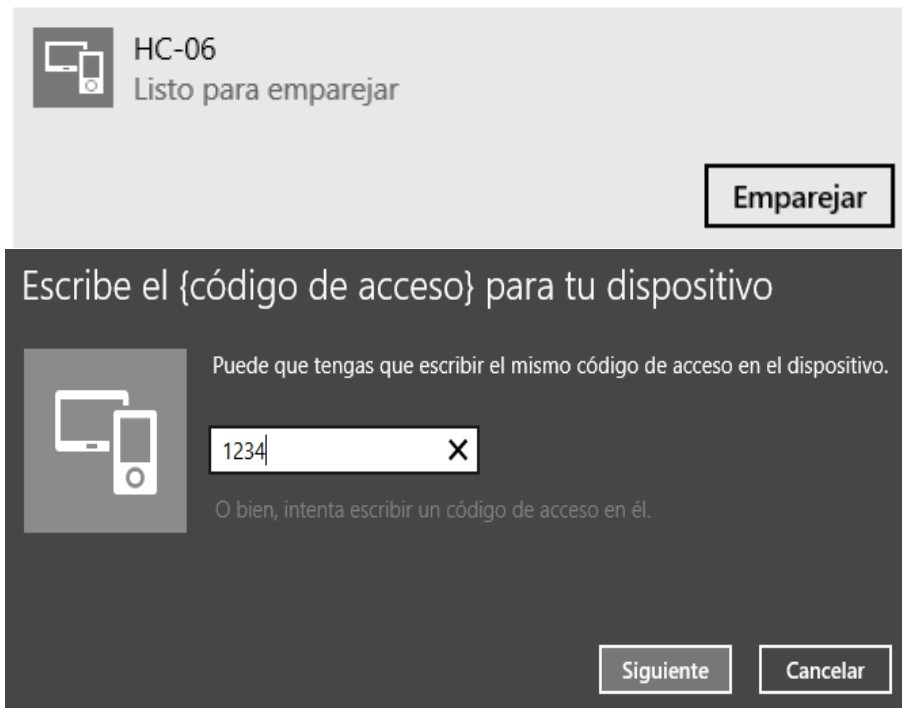 HC-06
Listo para emparejar
Emparejar
Escribe el {código de acceso} para tu dispositivo
Puede que tengas que escribir el mismo código de acceso en el dispositivo.
1234
O bien, intenta escribir un código de acceso en él.
Siguiente
Cancelar